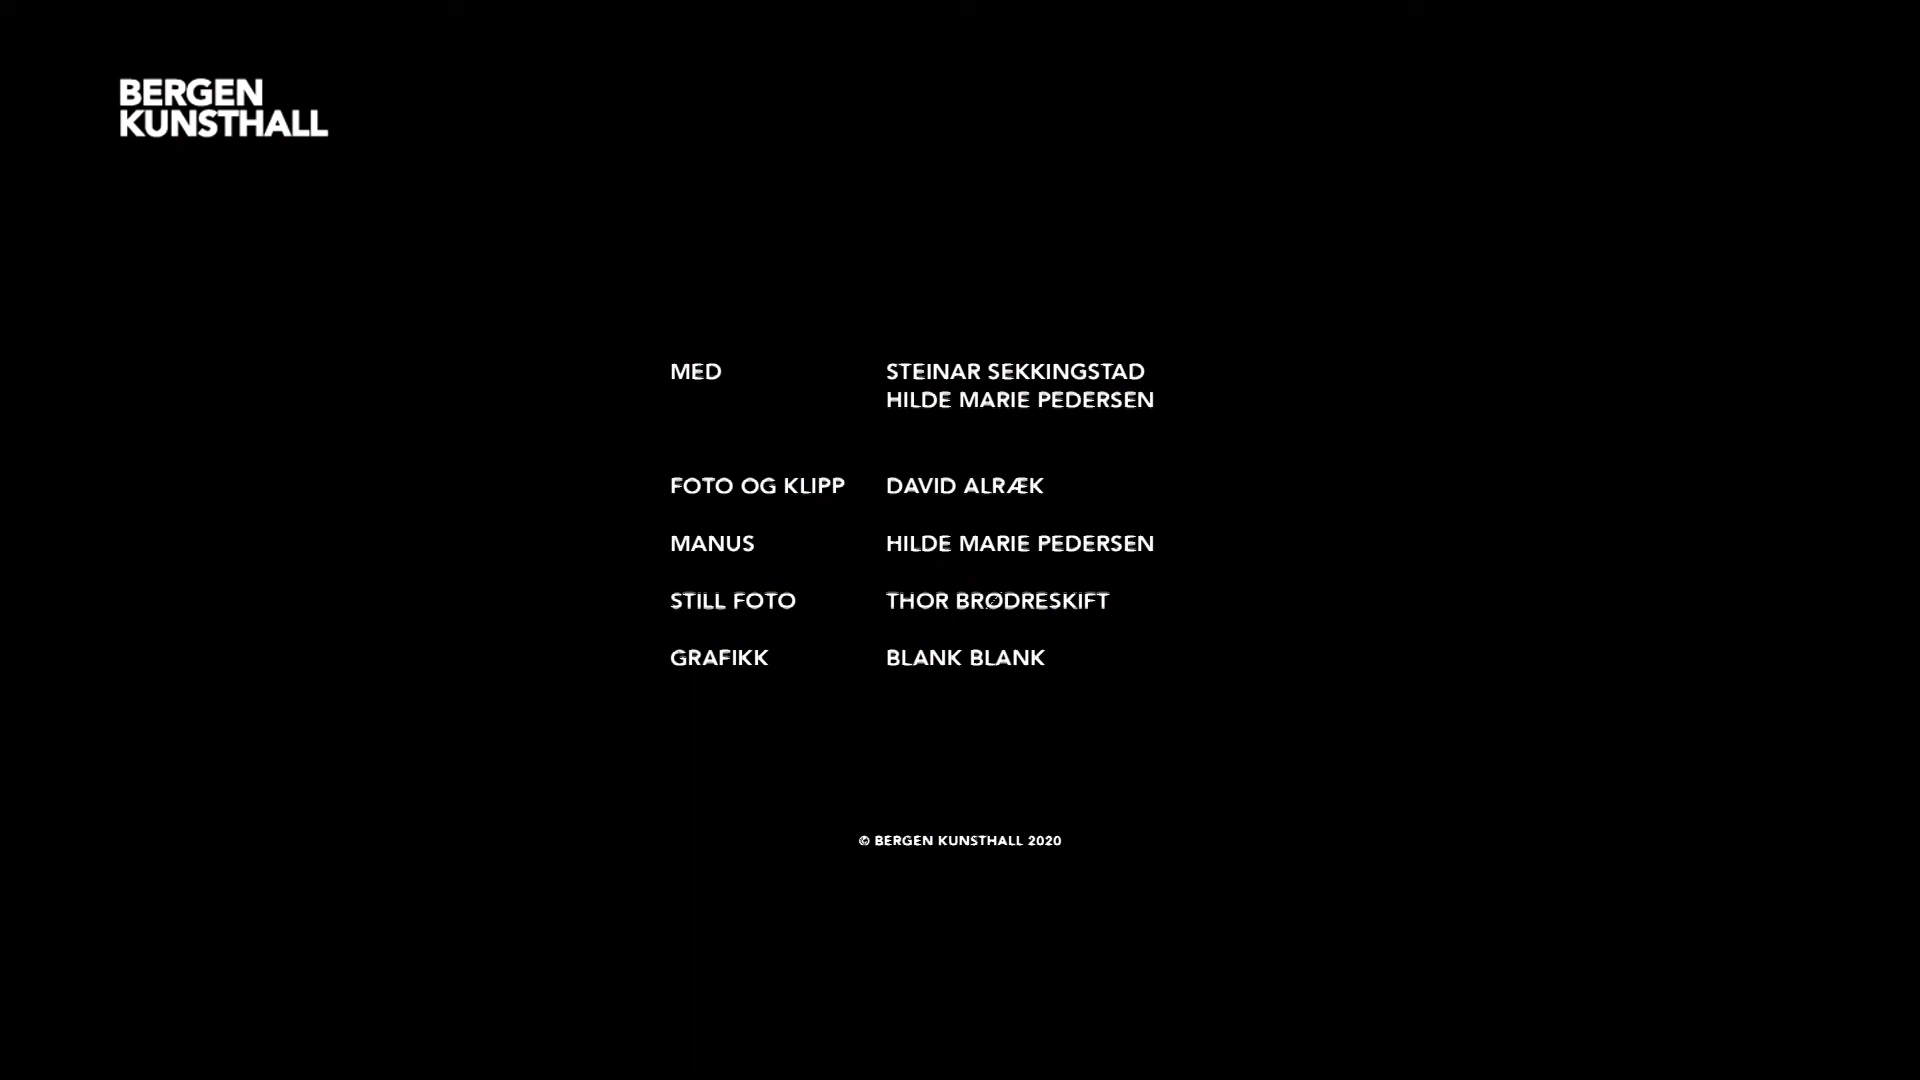 BERGEN
KUNSTHALL
MED STEINAR SEKKINGSTAD
HILDE MARIE PEDERSEN
FOTO OG KLIPP DAVID ALRÆK
MANUS HILDE MARIE PEDERSEN
STILL FOTO THOR BRØDRESKIFT
GRAFIKK BLANK BLANK
© BERGEN KUNSTHALL 2020